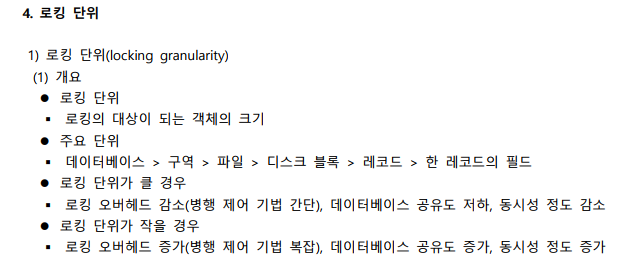 4. 로킹 단위
1) 로킹 단위(locking granularity)
(1) 개요
● 로킹 단위
▪ 로킹의 대상이 되는 객체의 크기
● 주요 단위
▪ 데이터베이스 > 구역 > 파일 > 디스크 블록 > 레코드 > 한 레코드의 필드
● 로킹 단위가 클 경우
▪ 로킹 오버헤드 감소(병행 제어 기법 간단), 데이터베이스 공유도 저하, 동시성 정도 감소
● 로킹 단위가 작을 경우
▪ 로킹 오버헤드 증가(병행 제어 기법 복잡), 데이터베이스 공유도 증가, 동시성 정도 증가